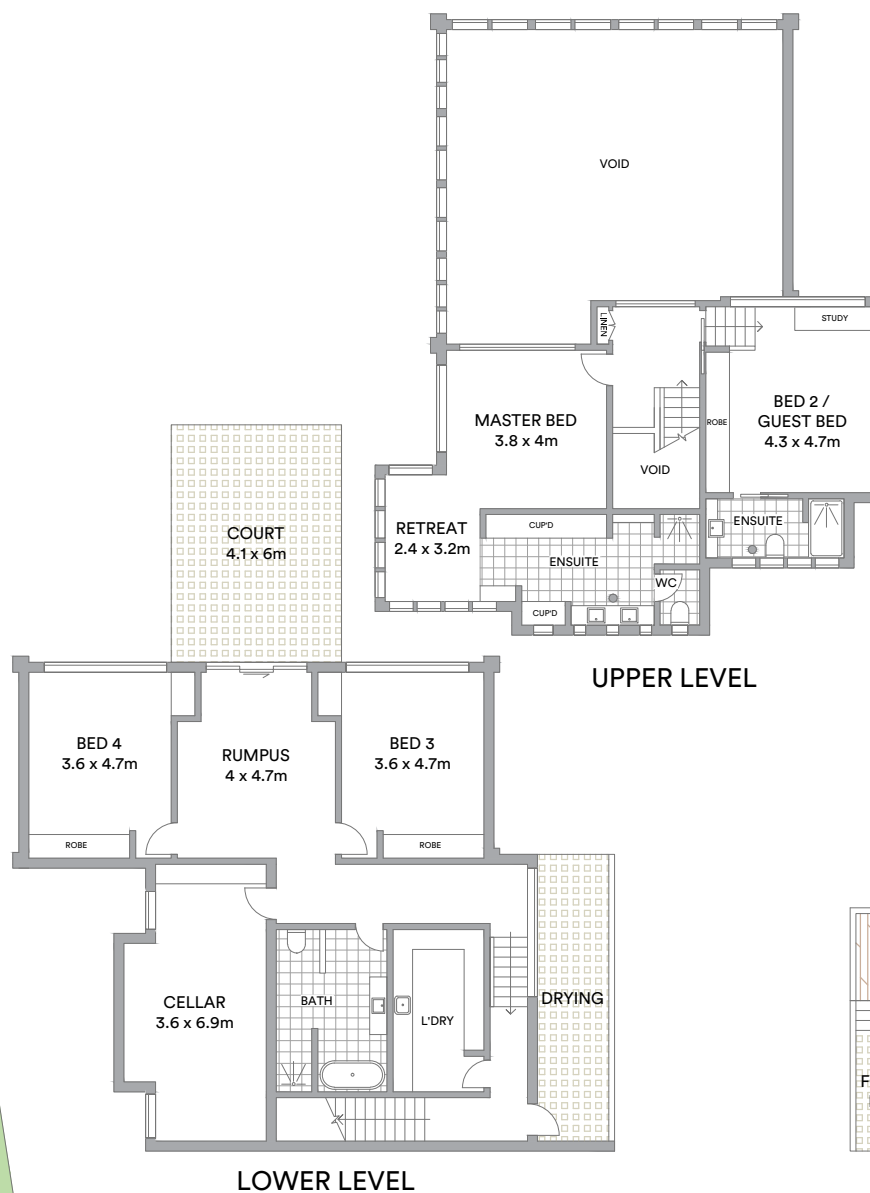 VOID
LINEN
STUDY
MASTER BED
3.8 x 4m
BED 2 /
GUEST BED
4.3 x 4.7m
ROBE
VOID
COURT
4.1 x 6m
RETREAT
2.4 x 3.2m
CUP'D
ENSUITE
ENSUITE
WC
CUP'D
UPPER LEVEL
BED 4
3.6 x 4.7m
RUMPUS
4 x 4.7m
BED 3
3.6 x 4.7m
ROBE
ROBE
CELLAR
3.6 x 6.9m
BATH
L'DRY
DRYING
LOWER LEVEL